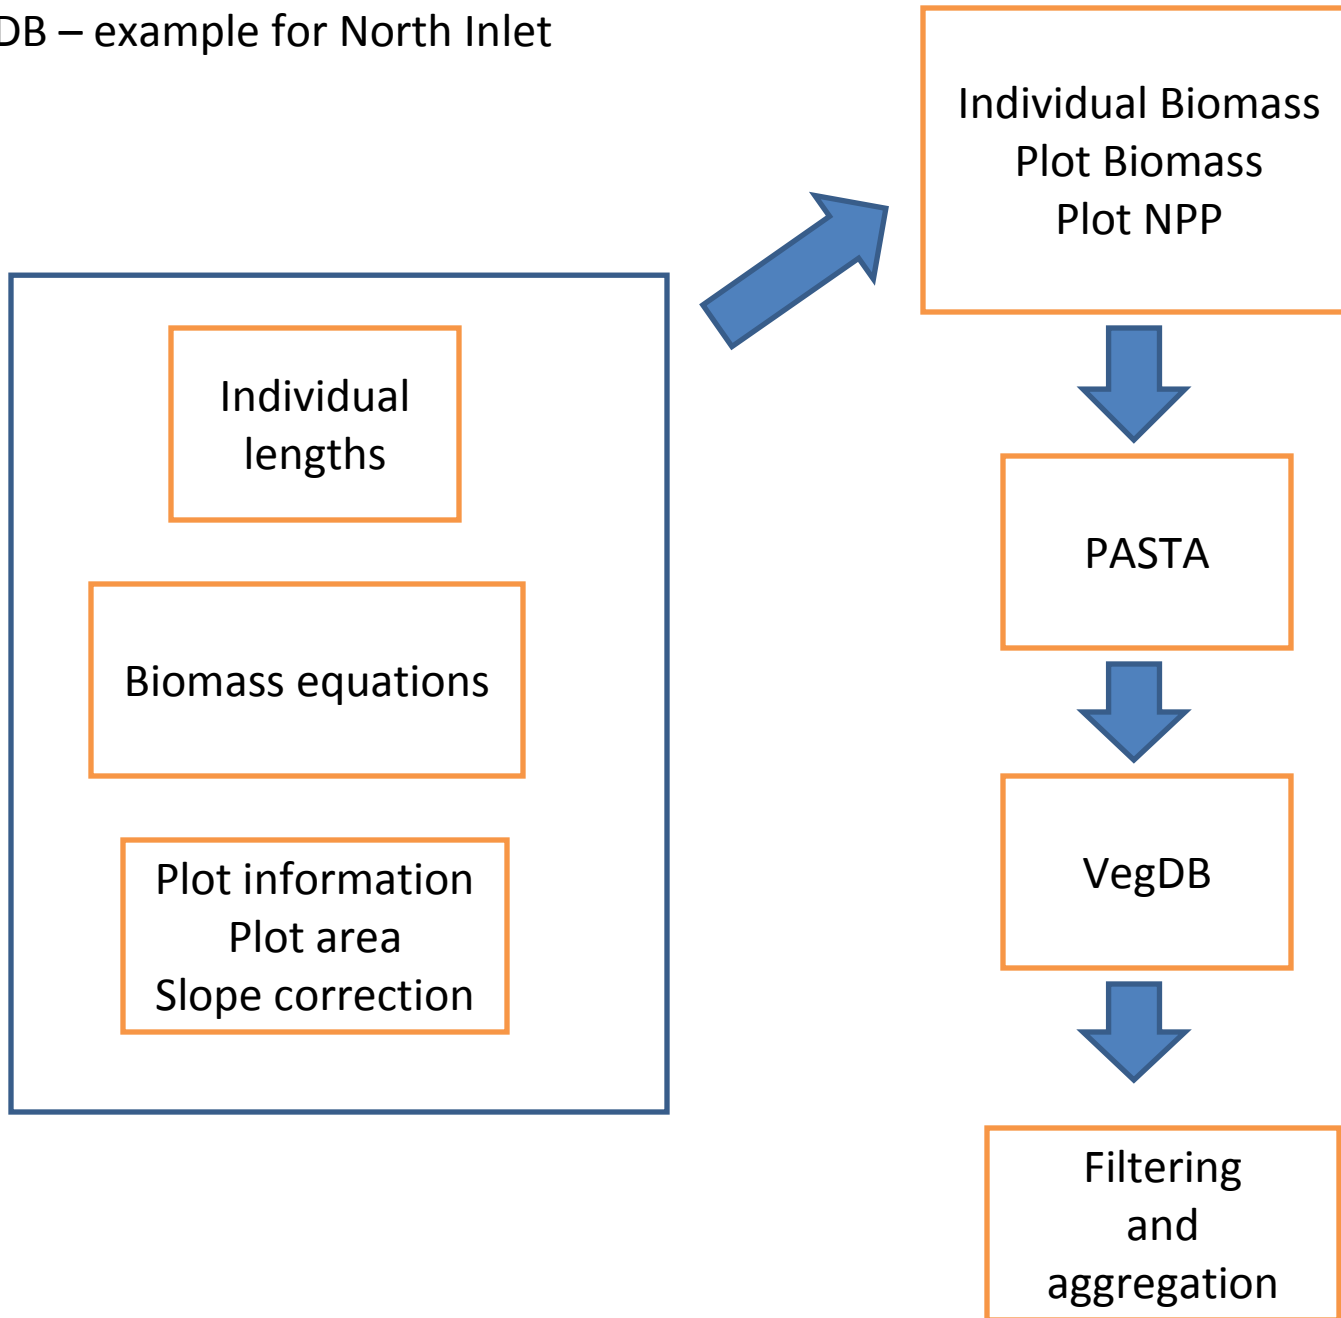 DB – example for North Inlet
Individual Biomass
Plot Biomass
Plot NPP
Individual
lengths
Biomass equations
Plot information
Plot area
Slope correction
PASTA
VegDB
Filtering
and
aggregation